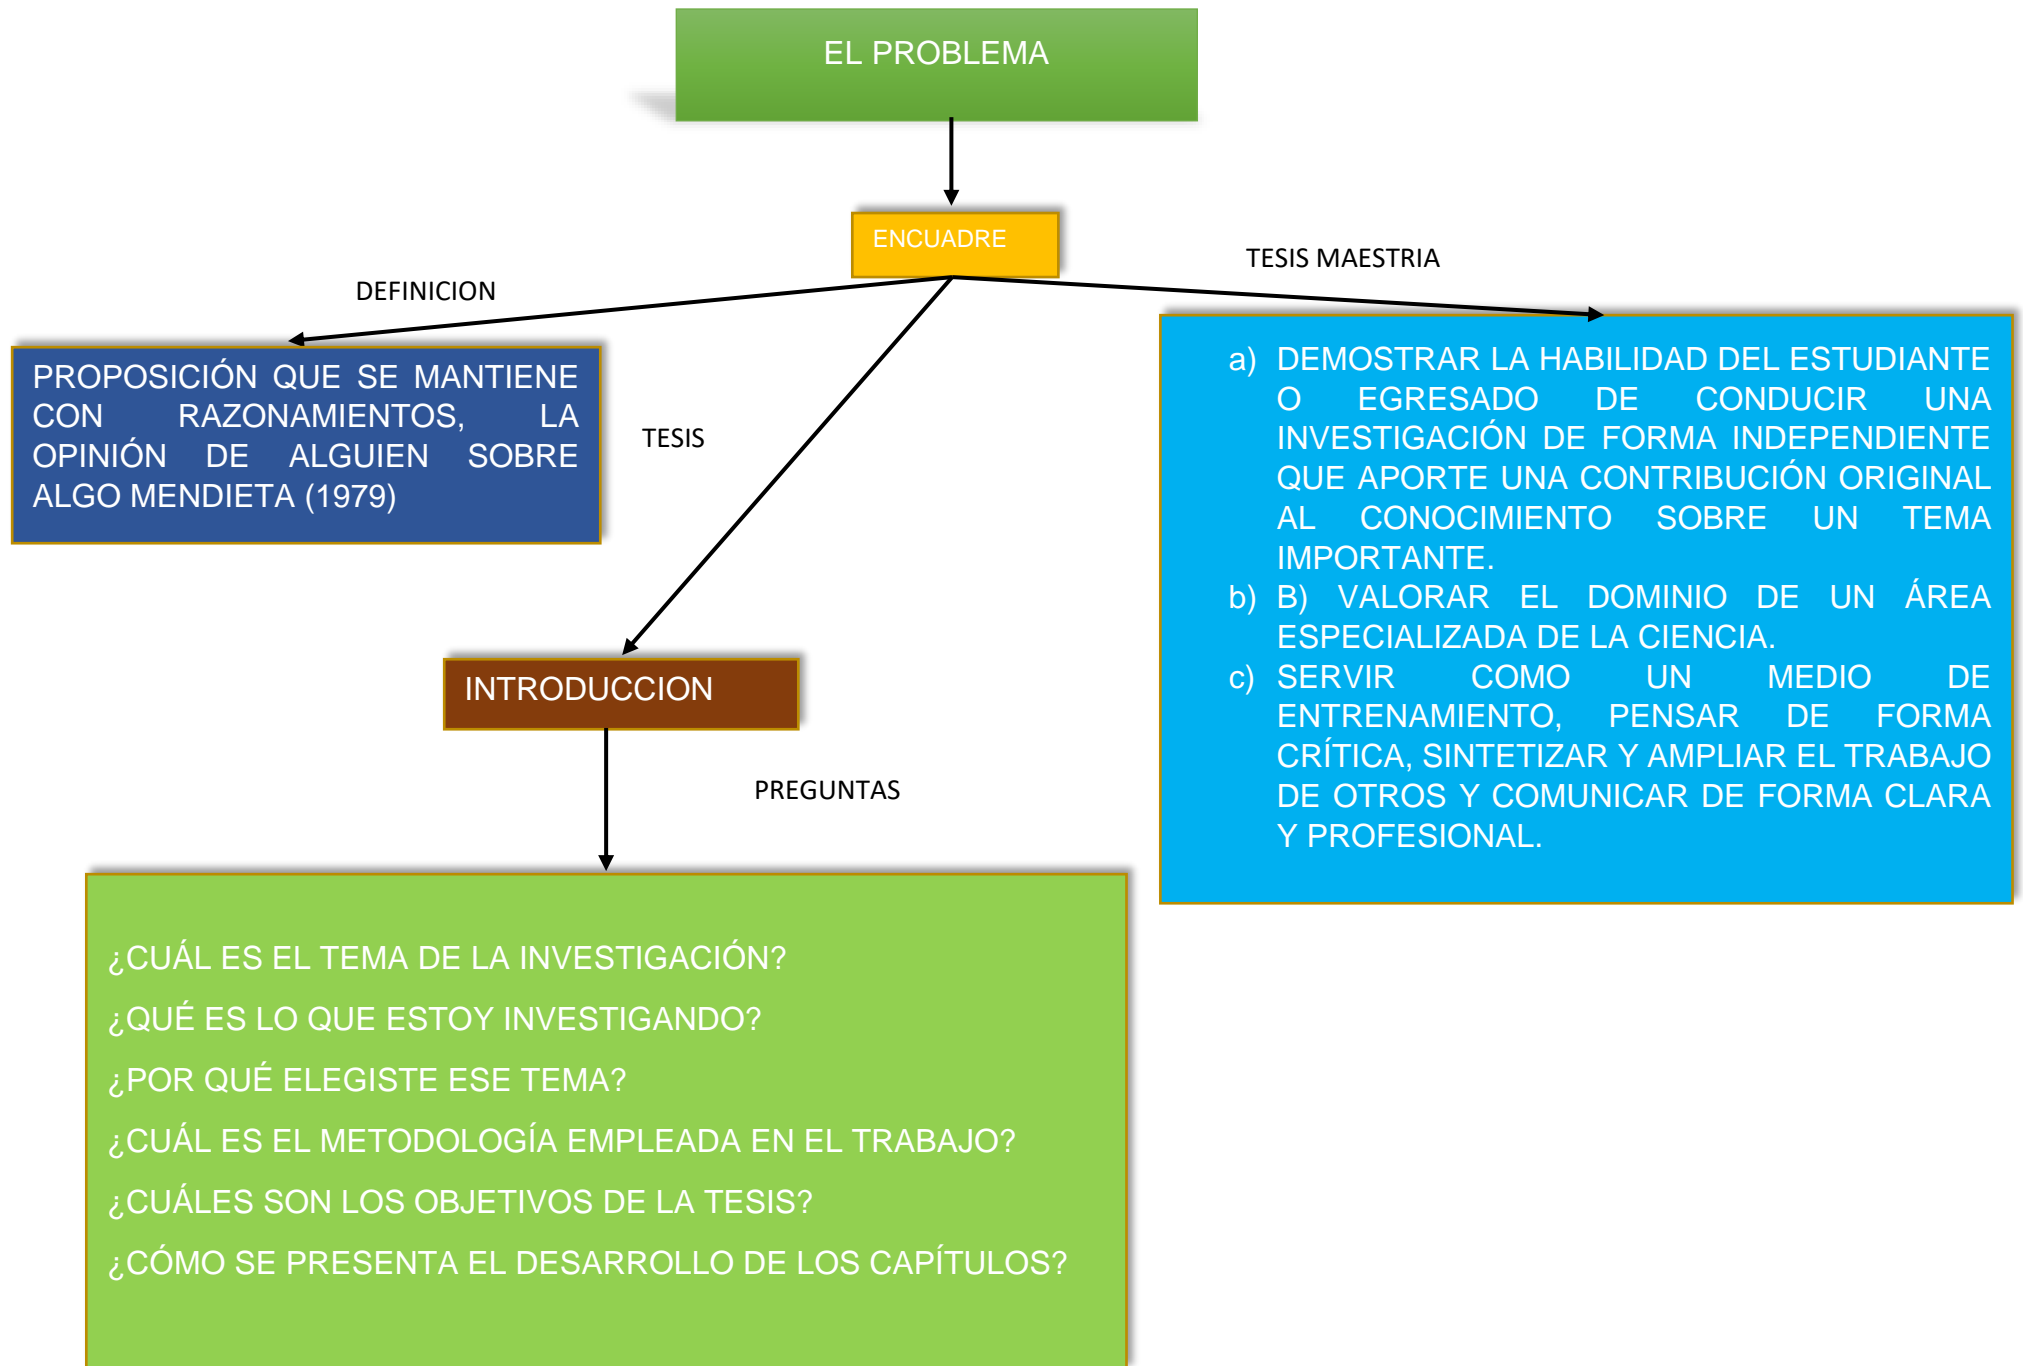 EL PROBLEMA
ENCUADRE
TESIS MAESTRIA
DEFINICION
PROPOSICIÓN QUE SE MANTIENE
CON RAZONAMIENTOS, LA
OPINIÓN DE ALGUIEN SOBRE
ALGO MENDIETA (1979)
TESIS
a) DEMOSTRAR LA HABILIDAD DEL ESTUDIANTE
O EGRESADO DE CONDUCIR UNA
INVESTIGACIÓN DE FORMA INDEPENDIENTE
QUE APORTE UNA CONTRIBUCIÓN ORIGINAL
AL CONOCIMIENTO SOBRE UN TEMA
IMPORTANTE.
b) B) VALORAR EL DOMINIO DE UN ÁREA
ESPECIALIZADA DE LA CIENCIA.
c) SERVIR COMO UN MEDIO DE
ENTRENAMIENTO, PENSAR DE FORMA
CRÍTICA, SINTETIZAR Y AMPLIAR EL TRABAJO
DE OTROS Y COMUNICAR DE FORMA CLARA
Y PROFESIONAL.
INTRODUCCION
PREGUNTAS
¿CUÁL ES EL TEMA DE LA INVESTIGACIÓN?
¿QUÉ ES LO QUE ESTOY INVESTIGANDO?
¿POR QUÉ ELEGISTE ESE TEMA?
¿CUÁL ES EL METODOLOGÍA EMPLEADA EN EL TRABAJO?
¿CUÁLES SON LOS OBJETIVOS DE LA TESIS?
¿CÓMO SE PRESENTA EL DESARROLLO DE LOS CAPÍTULOS?